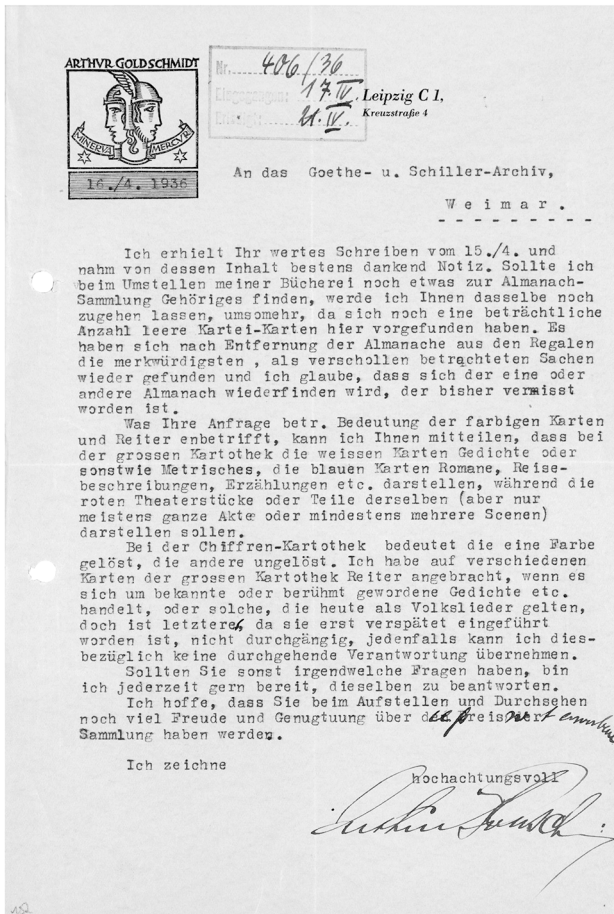 ARTHVR GOLDSCHMIDT
MINERVA MERCVR
16./4. 1936
Nr. 406/36
Eingegangen: 17. IV.
Erledigt: 21. IV.
Leipzig C 1,
Kreuzstraße 4
An das Goethe- u. Schiller-Archiv,
Weimar.
Ich erhielt Ihr wertes Schreiben vom 15./4. und
nahm von dessen Inhalt bestens dankend Notiz. Sollte ich
beim Umstellen meiner Bücherei noch etwas zur Almanach-
Sammlung Gehöriges finden, werde ich Ihnen dasselbe noch
zugehen lassen, umsomehr, da sich noch eine beträchtliche
Anzahl leere Kartei-Karten hier vorgefunden haben. Es
haben sich nach Entfernung der Almanache aus den Regalen
die merkwürdigsten , als verschollen betrachteten Sachen
wieder gefunden und ich glaube, dass sich der eine oder
andere Almanach wiederfinden wird, der bisher vermisst
worden ist.
Was Ihre Anfrage betr. Bedeutung der farbigen Karten
und Reiter enbetrifft, kann ich Ihnen mitteilen, dass bei
der grossen Kartothek die weissen Karten Gedichte oder
sonstwie Metrisches, die blauen Karten Romane, Reise-
beschreibungen, Erzählungen etc. darstellen, während die
roten Theaterstücke oder Teile derselben (aber nur
meistens ganze Akte oder mindestens mehrere Scenen)
darstellen sollen.
Bei der Chiffren-Kartothek bedeutet die eine Farbe
gelöst, die andere ungelöst. Ich habe auf verschiedenen
Karten der grossen Kartothek Reiter angebracht, wenn es
sich um bekannte oder berühmt gewordene Gedichte etc.
handelt, oder solche, die heute als Volkslieder gelten,
doch ist letzteres, da sie erst verspätet eingeführt
worden ist, nicht durchgängig, jedenfalls kann ich dies-
bezüglich keine durchgehende Verantwortung übernehmen.
Sollten Sie sonst irgendwelche Fragen haben, bin
ich jederzeit gern bereit, dieselben zu beantworten.
Ich hoffe, dass Sie beim Aufstellen und Durchsehen
noch viel Freude und Genugtuung über die preiswert
Sammlung haben werden.
Ich zeichne
hochachtungsvoll